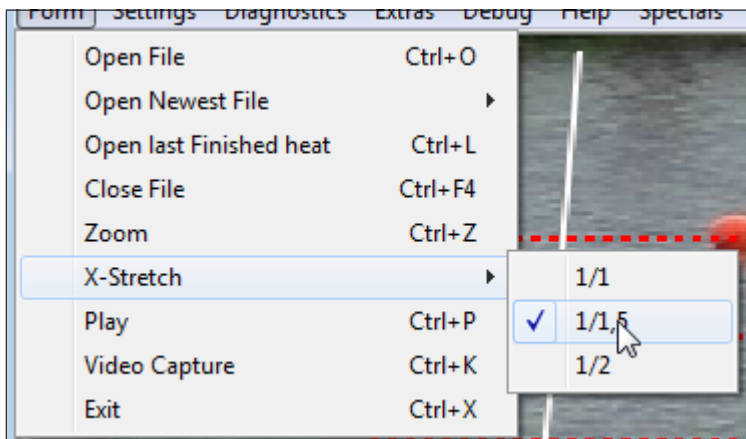 Form Settings Diagnostics Extras Debug Help Specials
Open File Ctrl+O
Open Newest File
Open last Finished heat Ctrl+L
Close File Ctrl+F4
Zoom Ctrl+Z
X-Stretch 1/1
Play Ctrl+P 1/1,5
Video Capture Ctrl+K 1/2
Exit Ctrl+X